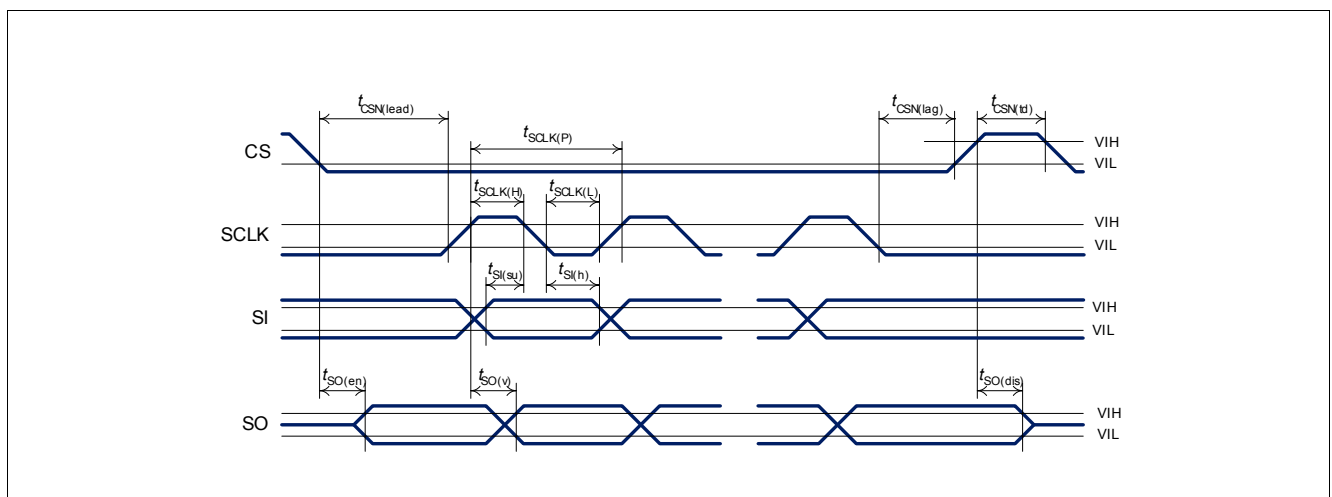 tCSN(lead)
tCSN(lag)
tCSN(td)
tSCLK(P)
CS
VIH
VIL
tSCLK(H)
tSCLK(L)
SCLK
VIH
VIL
tSI(su)
tSI(h)
SI
VIH
VIL
tSO(en)
tSO(v)
tSO(dis)
SO
VIH
VIL